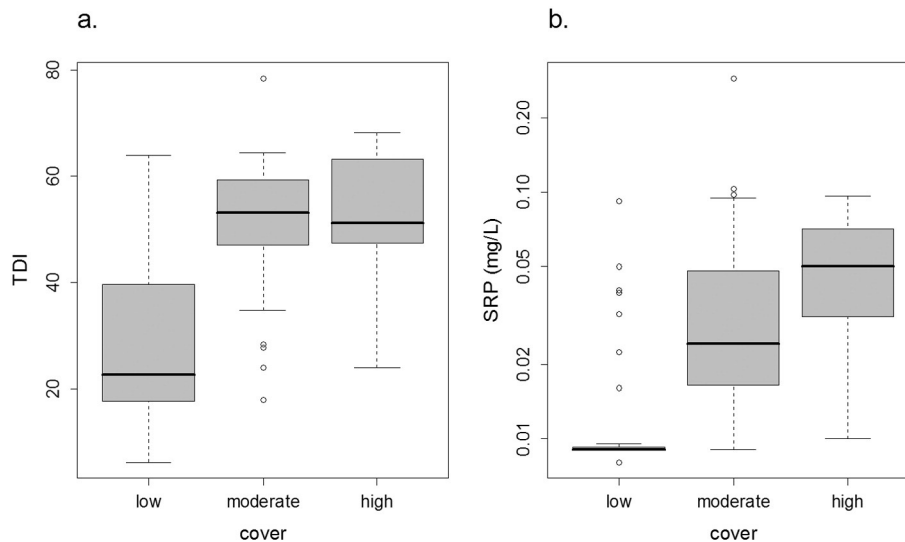 a.
TDI
80
60
40
20
low moderate high
cover
b.
SRP (mg/L)
0.20
0.10
0.05
0.02
0.01
low moderate high
cover